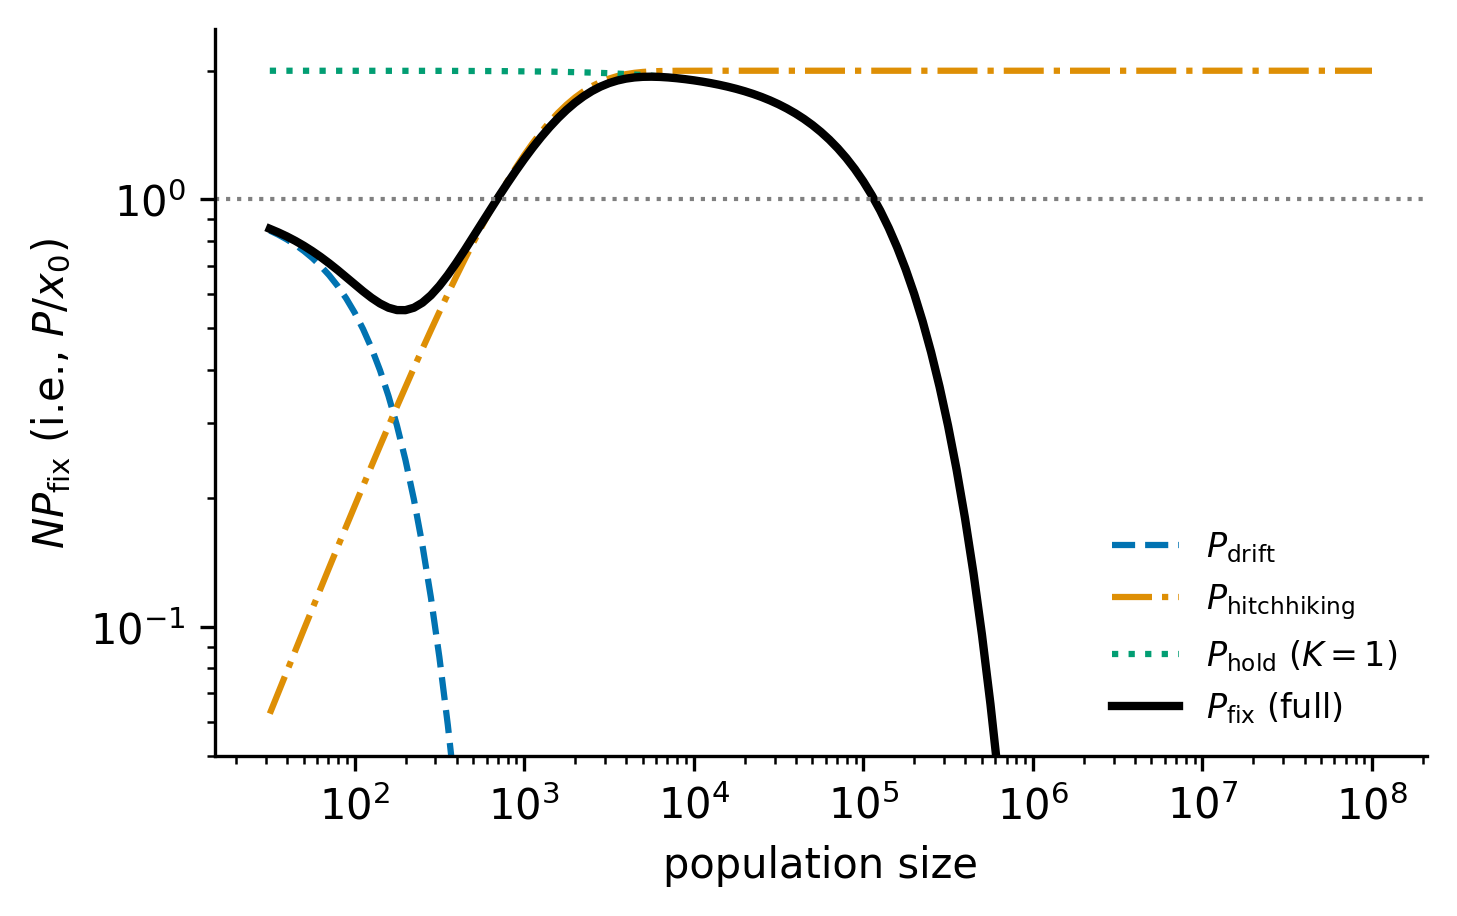 NP_fix (i.e., P/x_0)
10^0
10^−1
P_drift
P_hitchhiking
P_hold (K = 1)
P_fix (full)
10^2 10^3 10^4 10^5 10^6 10^7 10^8
population size